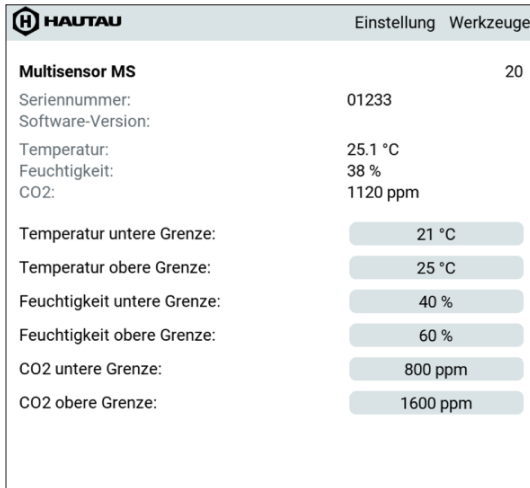 H HAUTAU Einstellung Werkzeuge
Multisensor MS 20
Seriennummer: 01233
Software-Version:
Temperatur: 25.1 °C
Feuchtigkeit: 38 %
CO2: 1120 ppm
Temperatur untere Grenze: 21 °C
Temperatur obere Grenze: 25 °C
Feuchtigkeit untere Grenze: 40 %
Feuchtigkeit obere Grenze: 60 %
CO2 untere Grenze: 800 ppm
CO2 obere Grenze: 1600 ppm